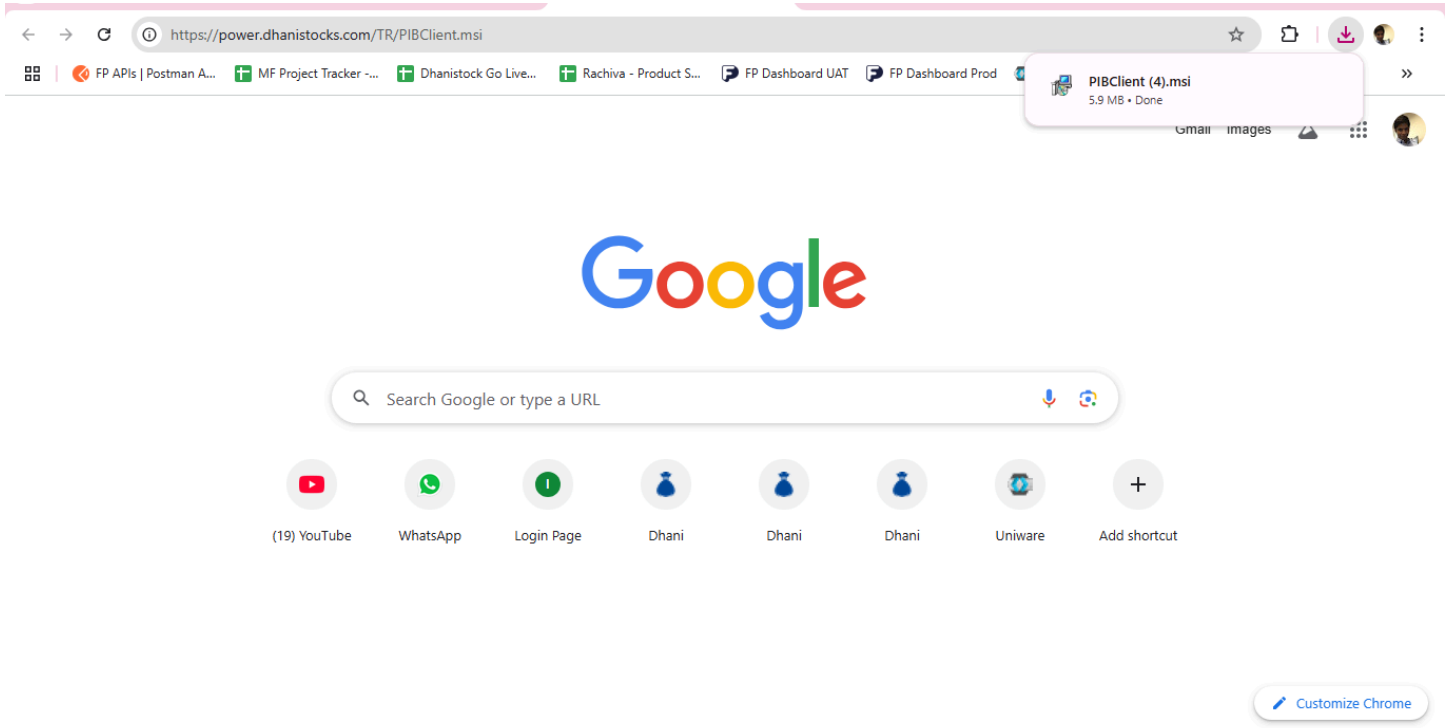 https://power.dhanistocks.com/TR/PIBClient.msi
FP APIs | Postman A...
MF Project Tracker -...
Dhanistock Go Live...
Rachiva - Product S...
FP Dashboard UAT
FP Dashboard Prod
»
PIBClient (4).msi
5.9 MB • Done
Gmail
Images
Google
Search Google or type a URL
I
(19) YouTube
WhatsApp
Login Page
Dhani
Dhani
Dhani
Uniware
Add shortcut
Customize Chrome